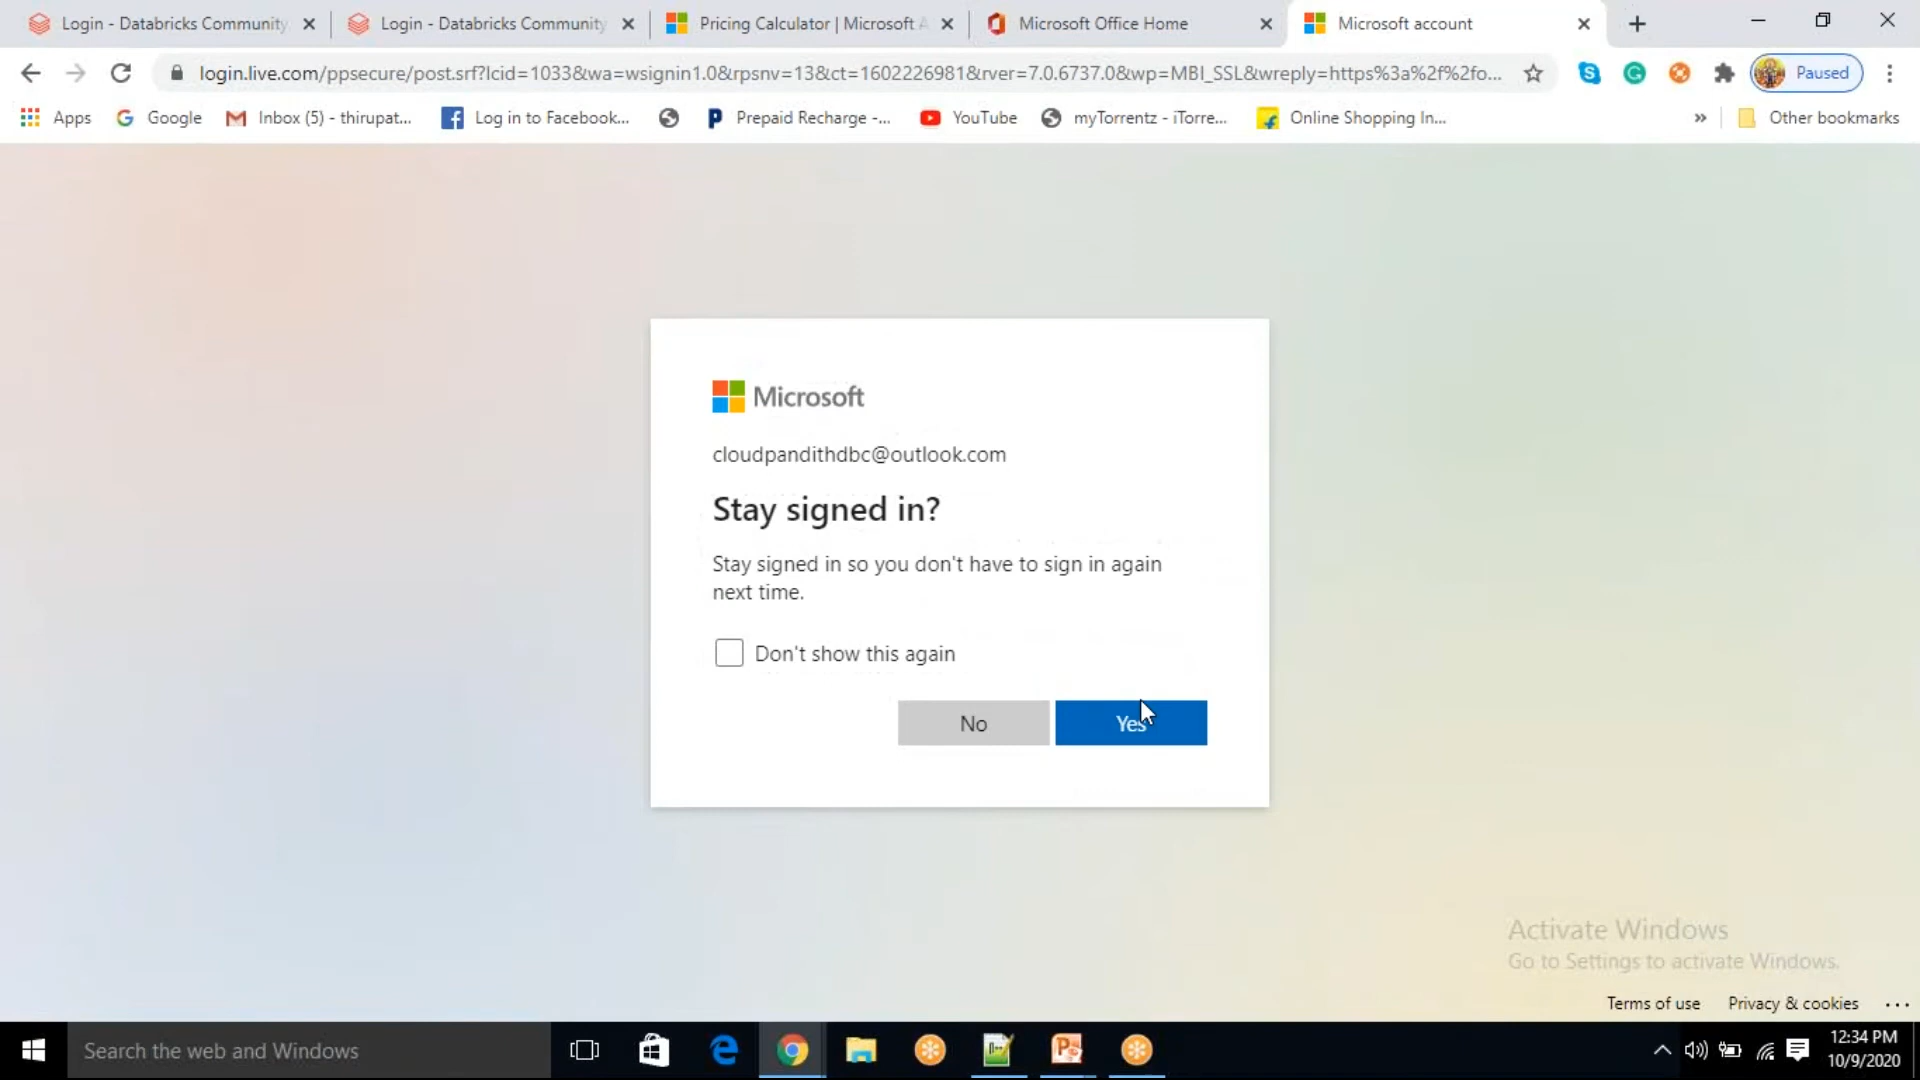 Login - Databricks Community
Login - Databricks Community
Pricing Calculator | Microsoft A
Microsoft Office Home
Microsoft account
login.live.com/ppsecure/post.srf?lcid=1033&wa=wsignin1.0&rpsnv=13&ct=1602226981&rver=7.0.6737.0&wp=MBI_SSL&wreply=https%3a%2f%2fo...
Paused
Apps
Google
Inbox (5) - thirupat...
Log in to Facebook...
Prepaid Recharge -...
YouTube
myTorrentz - iTorre...
Online Shopping In...
»
Other bookmarks
Microsoft
cloudpandithdbc@outlook.com
Stay signed in?
Stay signed in so you don't have to sign in again
next time.
Don't show this again
No
Yes
Activate Windows
Go to Settings to activate Windows.
Terms of use
Privacy & cookies
...
Search the web and Windows
12:34 PM
10/9/2020